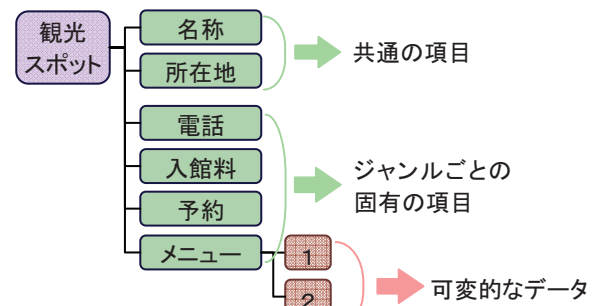 観光
スポット
名称
所在地
共通の項目
電話
入館料
予約
メニュー
ジャンルごとの
固有の項目
1
2
可変的なデータ